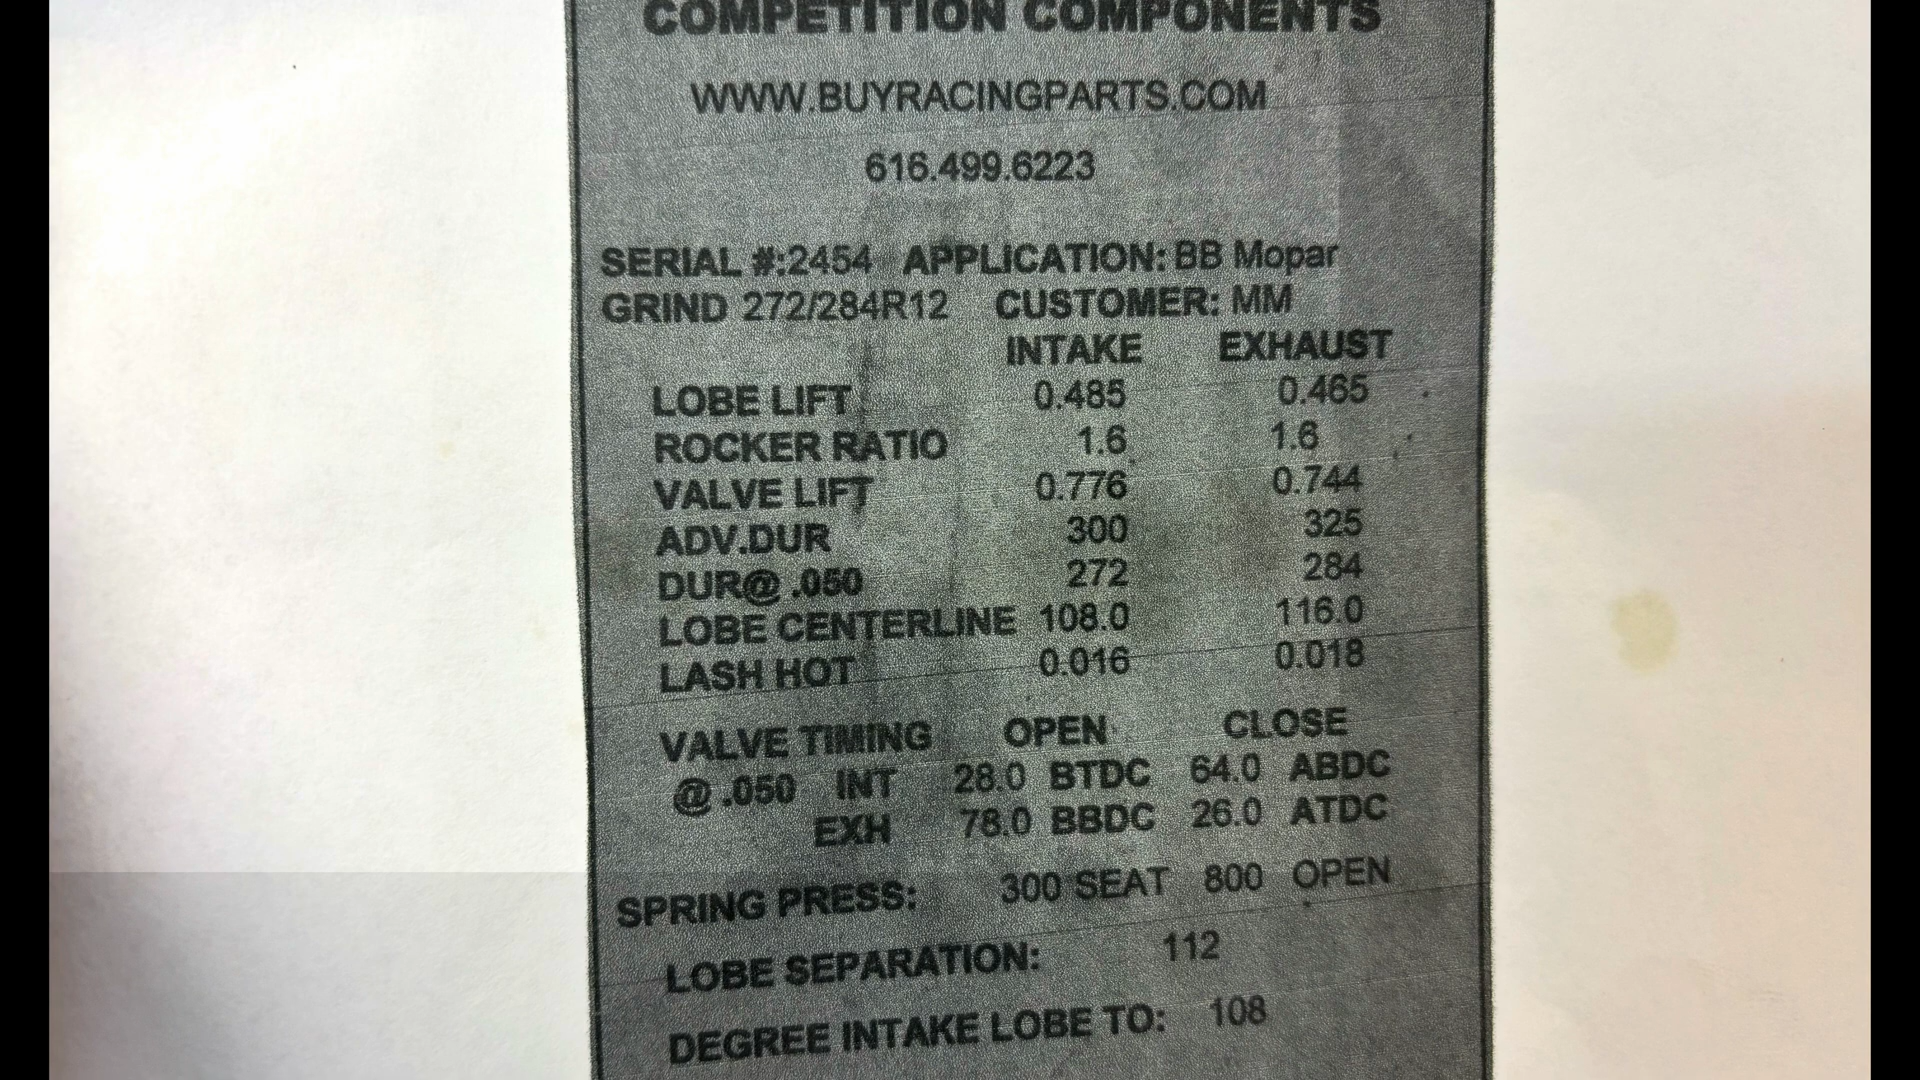 COMPETITION COMPONENTS
WWW.BUYRACINGPARTS.COM
616.499.6223
SERIAL #:2454 APPLICATION: BB Mopar
GRIND 272/284R12 CUSTOMER: MM
INTAKE EXHAUST
LOBE LIFT 0.485 0.465
ROCKER RATIO 1.6 1.6
VALVE LIFT 0.776 0.744
ADV.DUR 300 325
DUR@ .050 272 284
LOBE CENTERLINE 108.0 116.0
LASH HOT 0.016 0.018
VALVE TIMING OPEN CLOSE
@ .050 INT 28.0 BTDC 64.0 ABDC
EXH 78.0 BBDC 26.0 ATDC
SPRING PRESS: 300 SEAT 800 OPEN
LOBE SEPARATION: 112
DEGREE INTAKE LOBE TO: 108